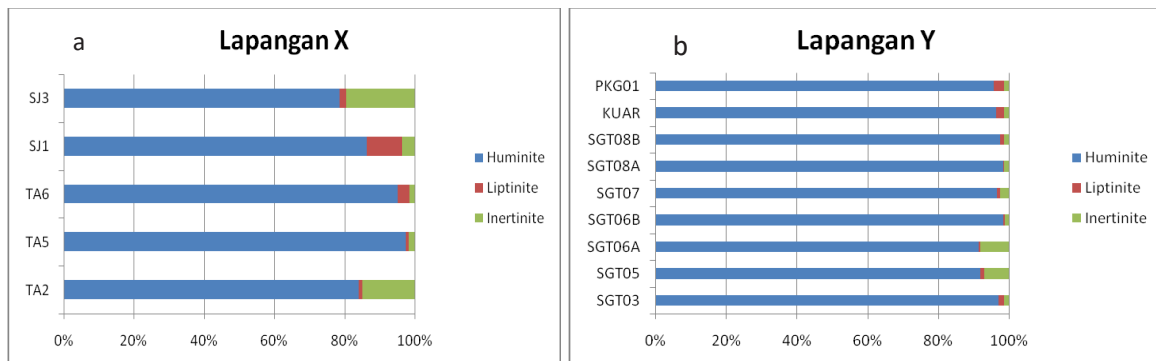 a
Lapangan X
SJ3
SJ1
TA6
TA5
TA2
0% 20% 40% 60% 80% 100%
Huminite
Liptinite
Inertinite
b
Lapangan Y
PKG01
KUAR
SGT08B
SGT08A
SGT07
SGT06B
SGT06A
SGT05
SGT03
0% 20% 40% 60% 80% 100%
Huminite
Liptinite
Inertinite